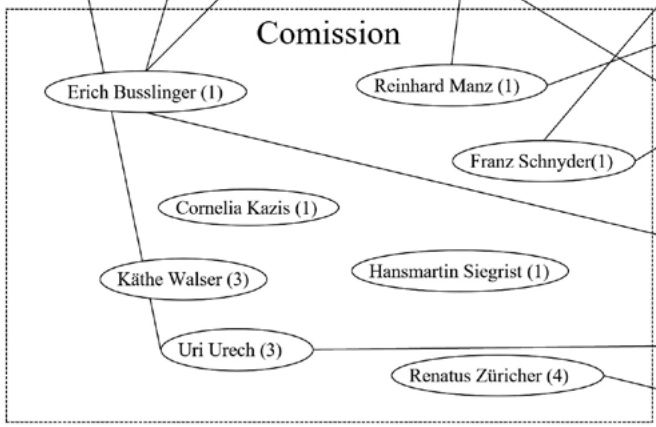 Comission
Erich Busslinger (1)
Reinhard Manz (1)
Franz Schnyder(1)
Cornelia Kazis (1)
Käthe Walser (3)
Hansmartin Siegrist (1)
Uri Urech (3)
Renatus Züricher (4)